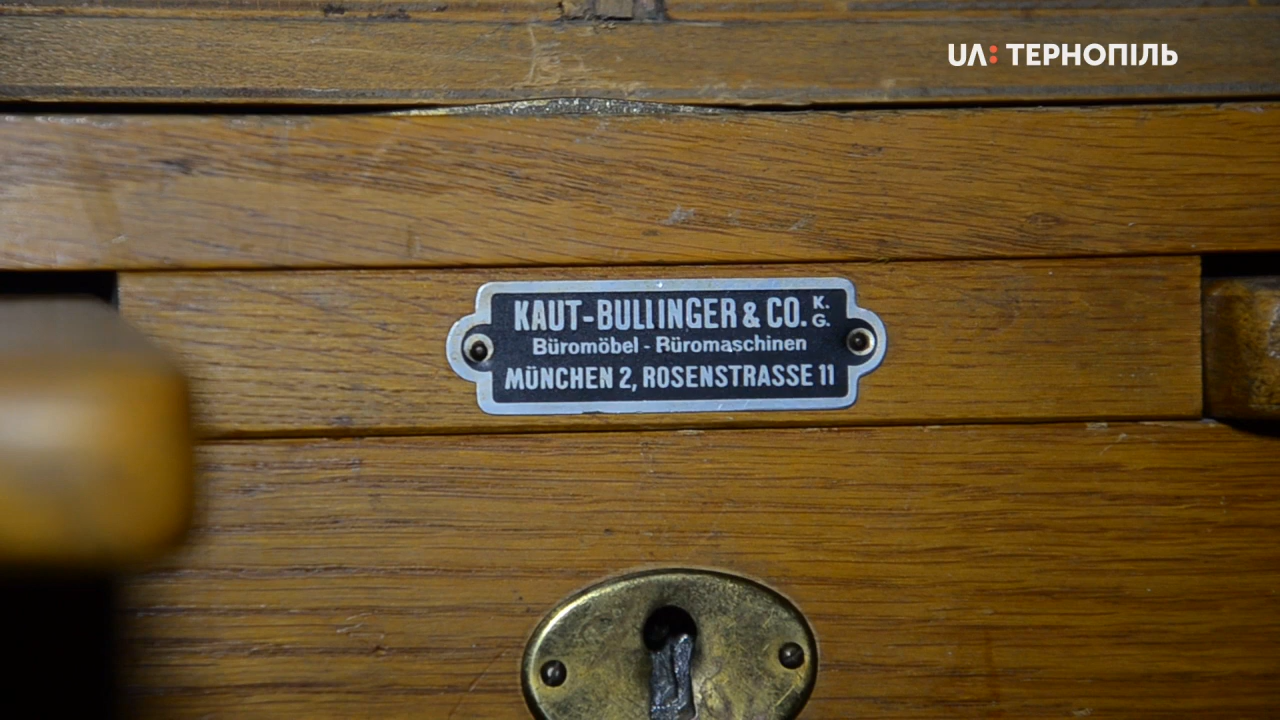 UA: ТЕРНОПІЛЬ
KAUT-BULLINGER & CO. K. G.
Büromöbel - Büromaschinen
MÜNCHEN 2, ROSENSTRASSE 11